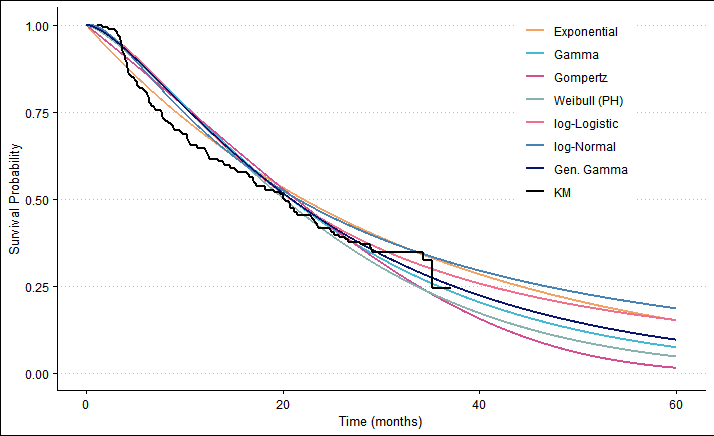 1.00
0.75
0.50
0.25
0.00
Survival Probability
0
20
40
60
Time (months)
Exponential
Gamma
Gompertz
Weibull (PH)
log-Logistic
log-Normal
Gen. Gamma
KM